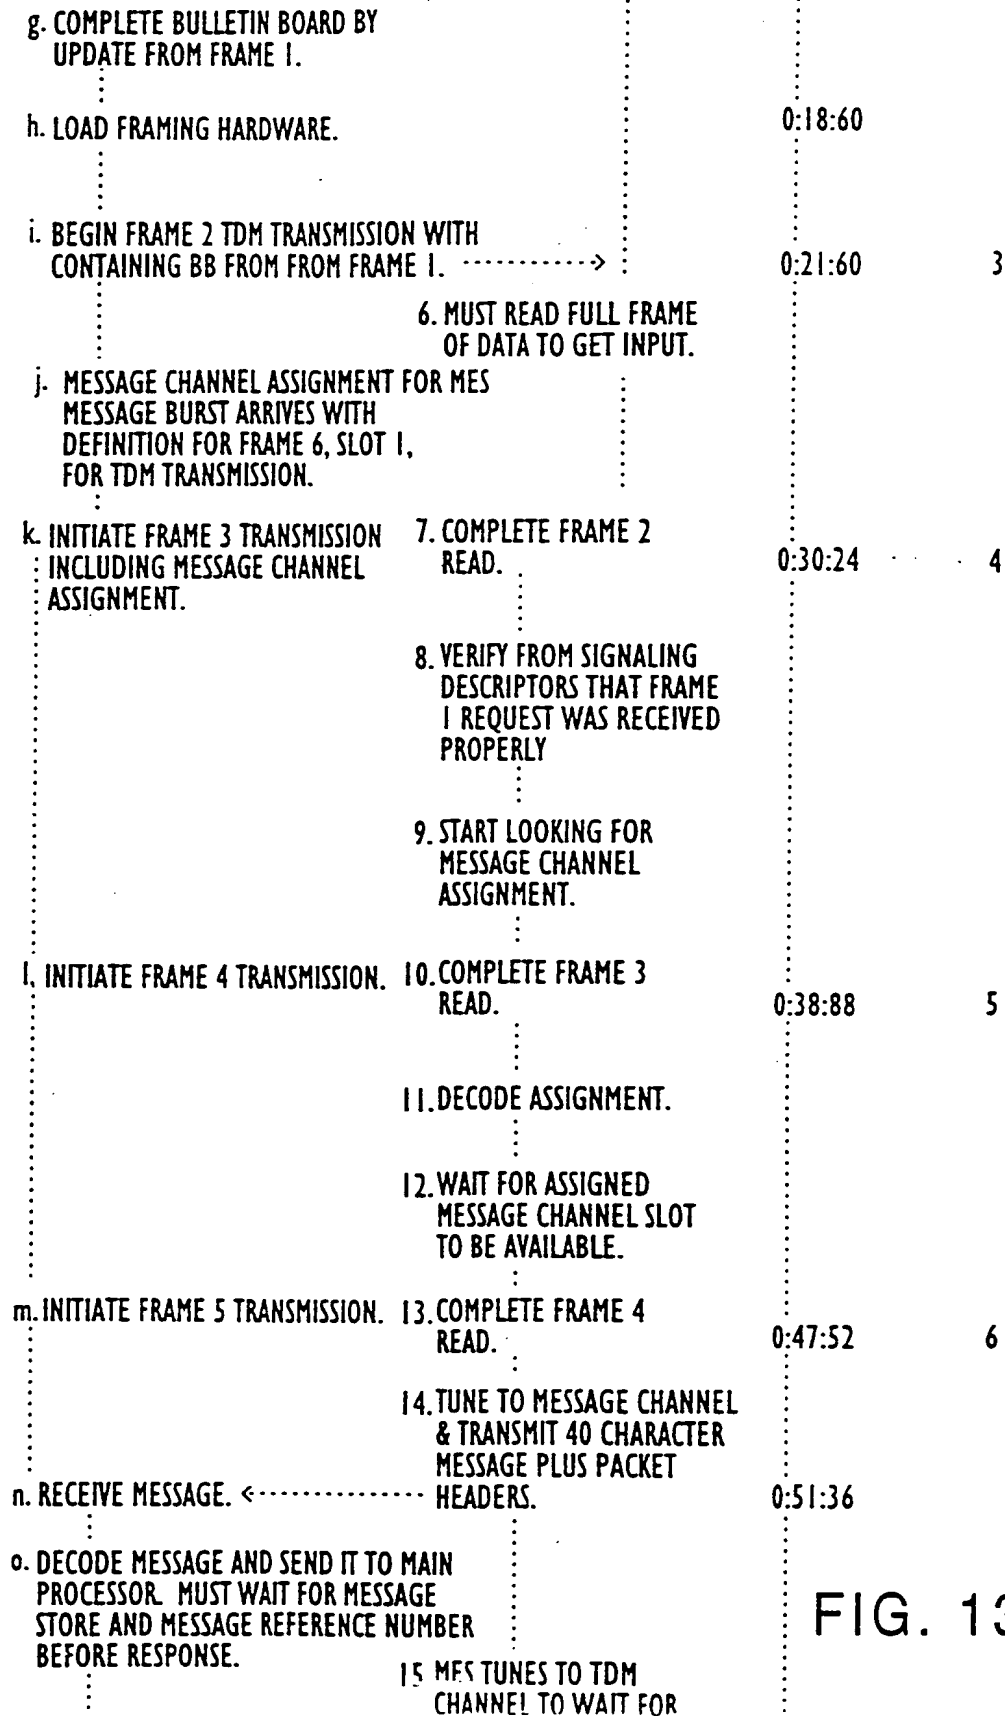 g. COMPLETE BULLETIN BOARD BY
UPDATE FROM FRAME 1.
h. LOAD FRAMING HARDWARE.
0:18:60
i. BEGIN FRAME 2 TDM TRANSMISSION WITH
CONTAINING BB FROM FROM FRAME 1.
0:21:60 3
6. MUST READ FULL FRAME
OF DATA TO GET INPUT.
j. MESSAGE CHANNEL ASSIGNMENT FOR MES
MESSAGE BURST ARRIVES WITH
DEFINITION FOR FRAME 6, SLOT 1,
FOR TDM TRANSMISSION.
k. INITIATE FRAME 3 TRANSMISSION
INCLUDING MESSAGE CHANNEL
ASSIGNMENT.
7. COMPLETE FRAME 2
READ.
0:30:24 4
8. VERIFY FROM SIGNALING
DESCRIPTORS THAT FRAME
1 REQUEST WAS RECEIVED
PROPERLY
9. START LOOKING FOR
MESSAGE CHANNEL
ASSIGNMENT.
l. INITIATE FRAME 4 TRANSMISSION.
10. COMPLETE FRAME 3
READ.
0:38:88 5
11. DECODE ASSIGNMENT.
12. WAIT FOR ASSIGNED
MESSAGE CHANNEL SLOT
TO BE AVAILABLE.
m. INITIATE FRAME 5 TRANSMISSION.
13. COMPLETE FRAME 4
READ.
0:47:52 6
14. TUNE TO MESSAGE CHANNEL
& TRANSMIT 40 CHARACTER
MESSAGE PLUS PACKET
HEADERS.
n. RECEIVE MESSAGE.
0:51:36
o. DECODE MESSAGE AND SEND IT TO MAIN
PROCESSOR. MUST WAIT FOR MESSAGE
STORE AND MESSAGE REFERENCE NUMBER
BEFORE RESPONSE.
FIG. 13
15 MES TUNES TO TDM
CHANNEL TO WAIT FOR